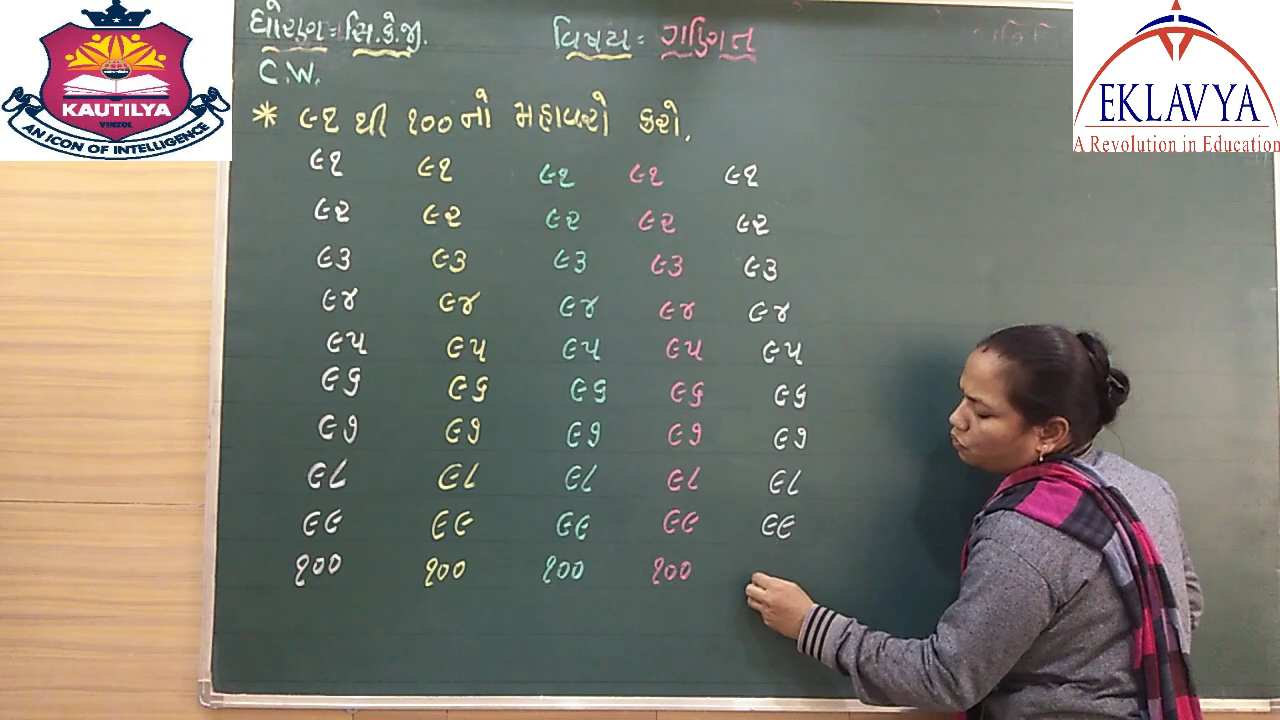 KAUTILYA
VINZOL
AN ICON OF INTELLIGENCE
EKLAVYA
A Revolution in Education
ધોરણ = સિ.કે.જી. વિષય = ગણિત
C.W.
* ૯૧ થી ૧૦૦ નો મહાવરો કરો.
૯૧ ૯૧ ૯૧ ૯૧ ૯૧
૯૨ ૯૨ ૯૨ ૯૨ ૯૨
૯૩ ૯૩ ૯૩ ૯૩ ૯૩
૯૪ ૯૪ ૯૪ ૯૪ ૯૪
૯૫ ૯૫ ૯૫ ૯૫ ૯૫
૯૬ ૯૬ ૯૬ ૯૬ ૯૬
૯૭ ૯૭ ૯૭ ૯૭ ૯૭
૯૮ ૯૮ ૯૮ ૯૮ ૯૮
૯૯ ૯૯ ૯૯ ૯૯ ૯૯
૧૦૦ ૧૦૦ ૧૦૦ ૧૦૦